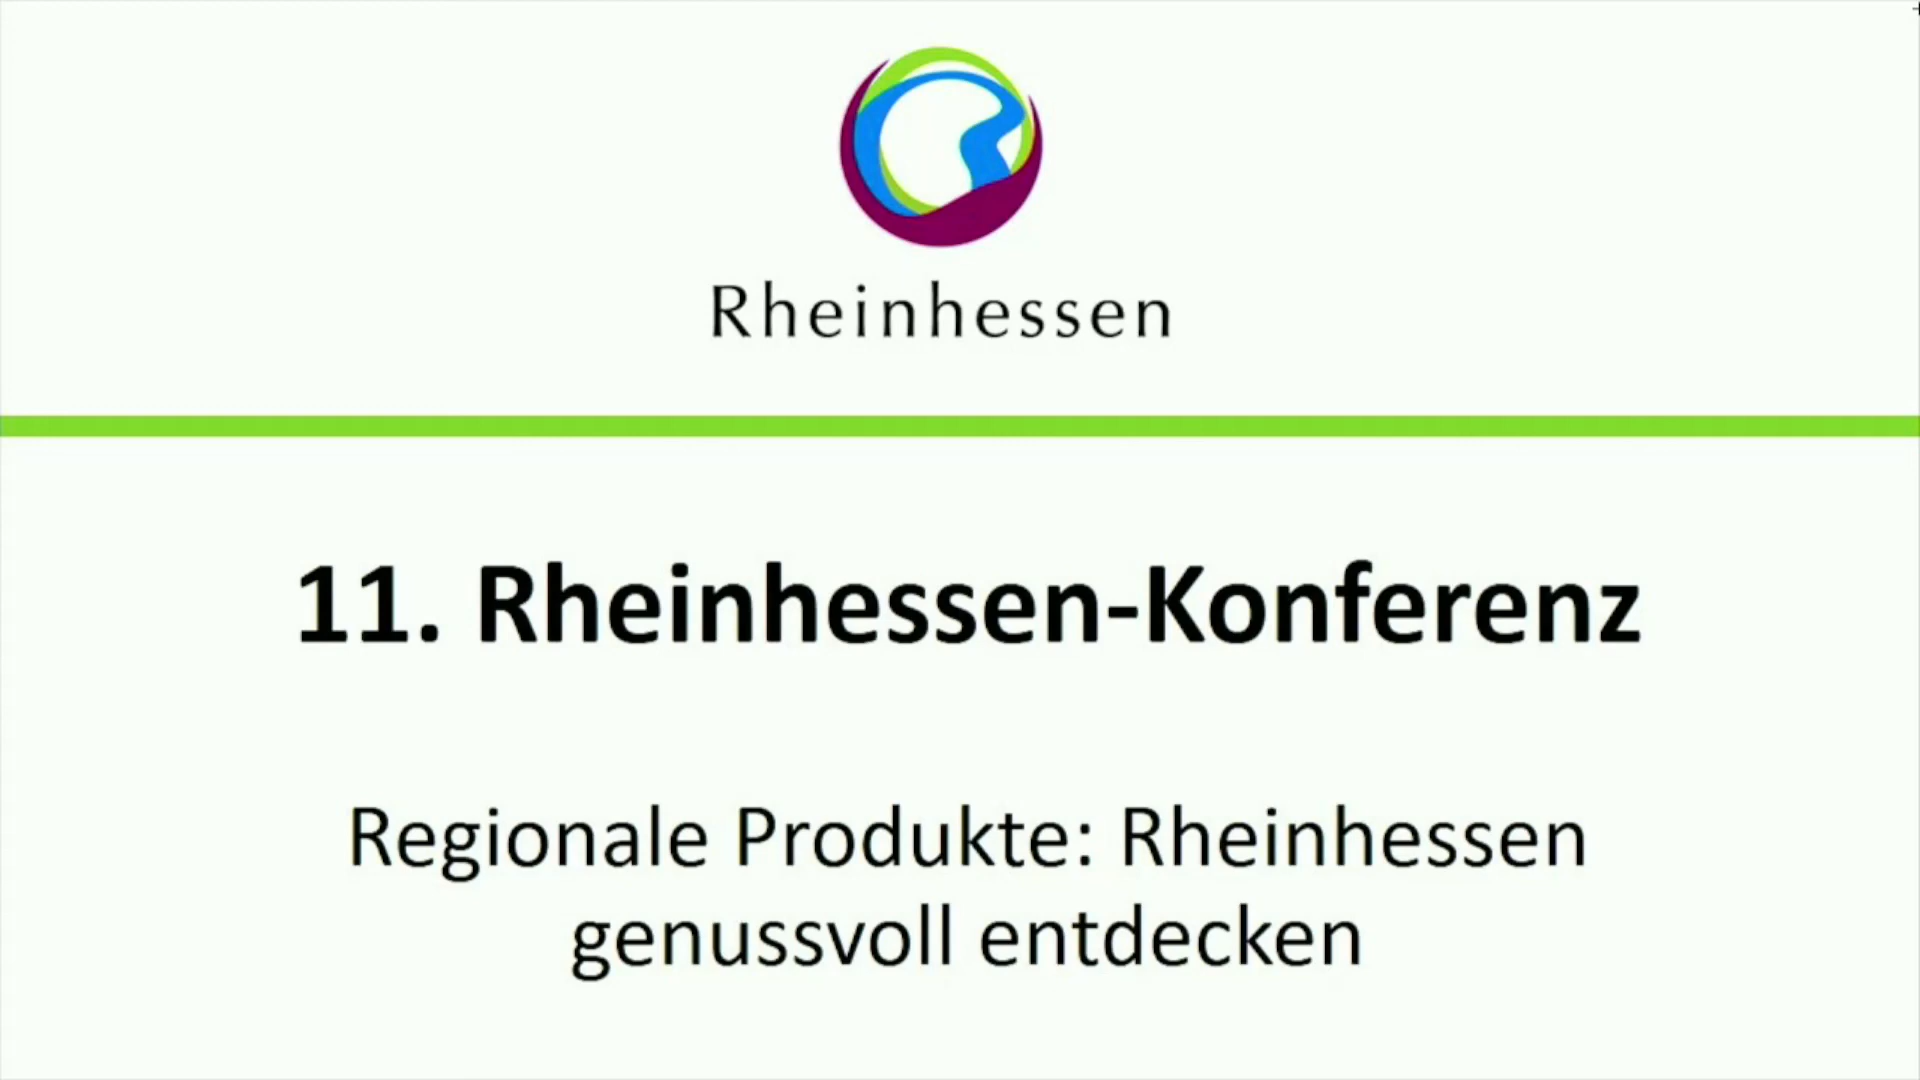 Rheinhessen
11. Rheinhessen-Konferenz
Regionale Produkte: Rheinhessen
genussvoll entdecken